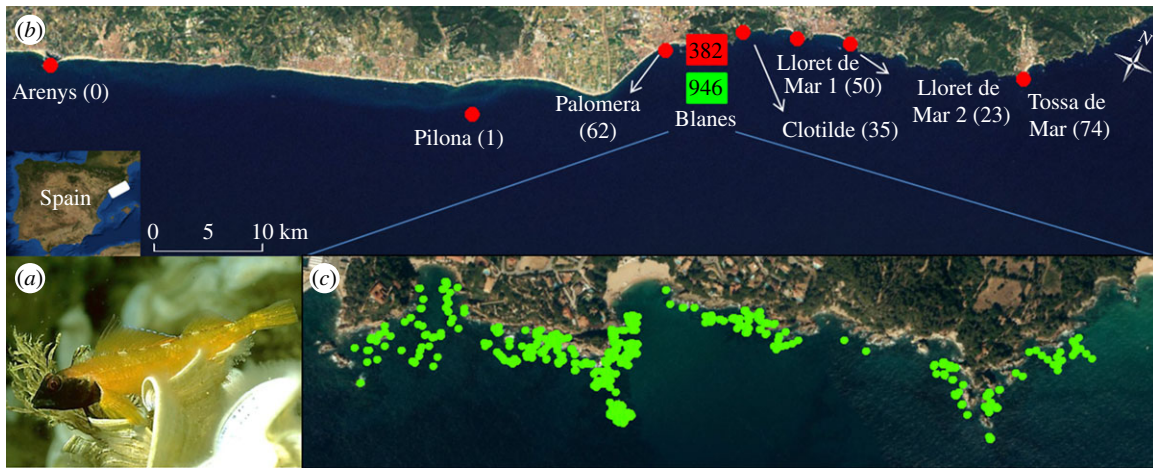 (b)
382
946
Blanes
Arenys (0)
Pilona (1)
Palomera
(62)
Clotilde (35)
Lloret de
Mar 1 (50)
Lloret de
Mar 2 (23)
Tossa de
Mar (74)
N
Spain
0 5 10 km
(a)
(c)